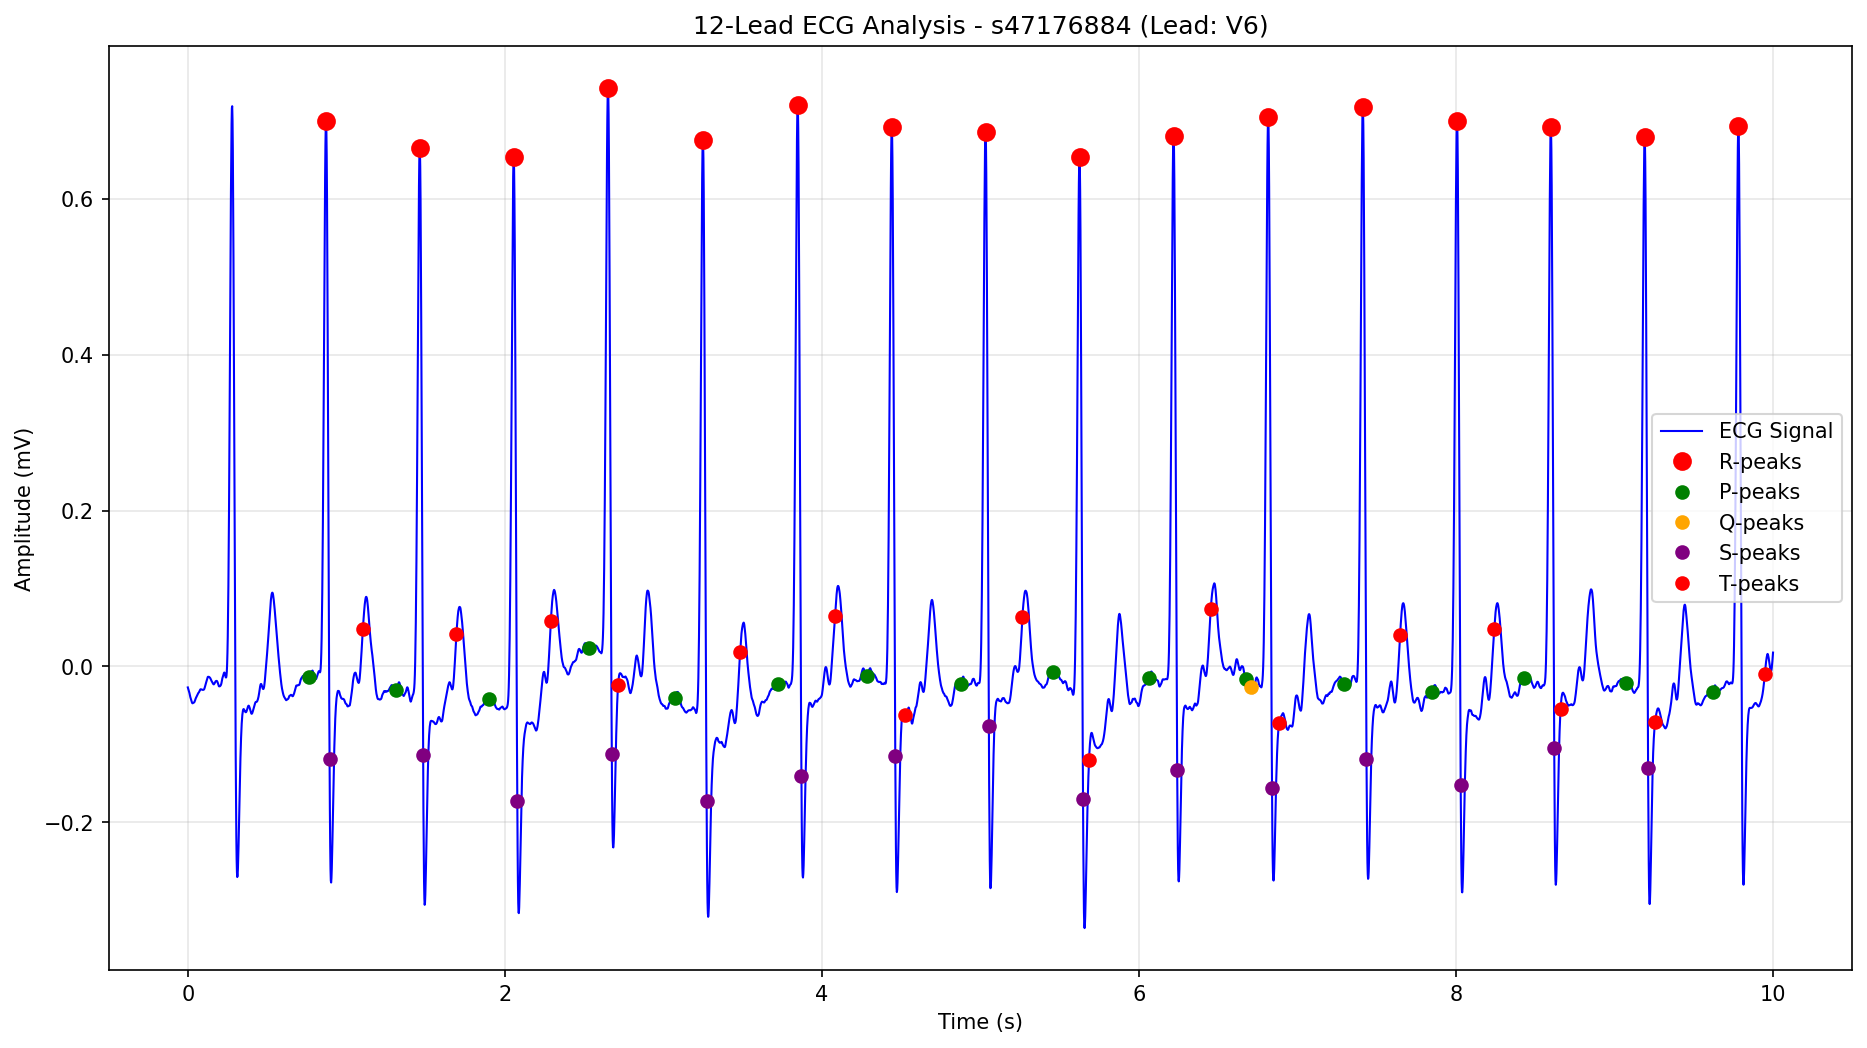 12-Lead ECG Analysis - s47176884 (Lead: V6)
Amplitude (mV)
0.6
0.4
0.2
0.0
−0.2
ECG Signal
R-peaks
P-peaks
Q-peaks
S-peaks
T-peaks
0 2 4 6 8 10
Time (s)